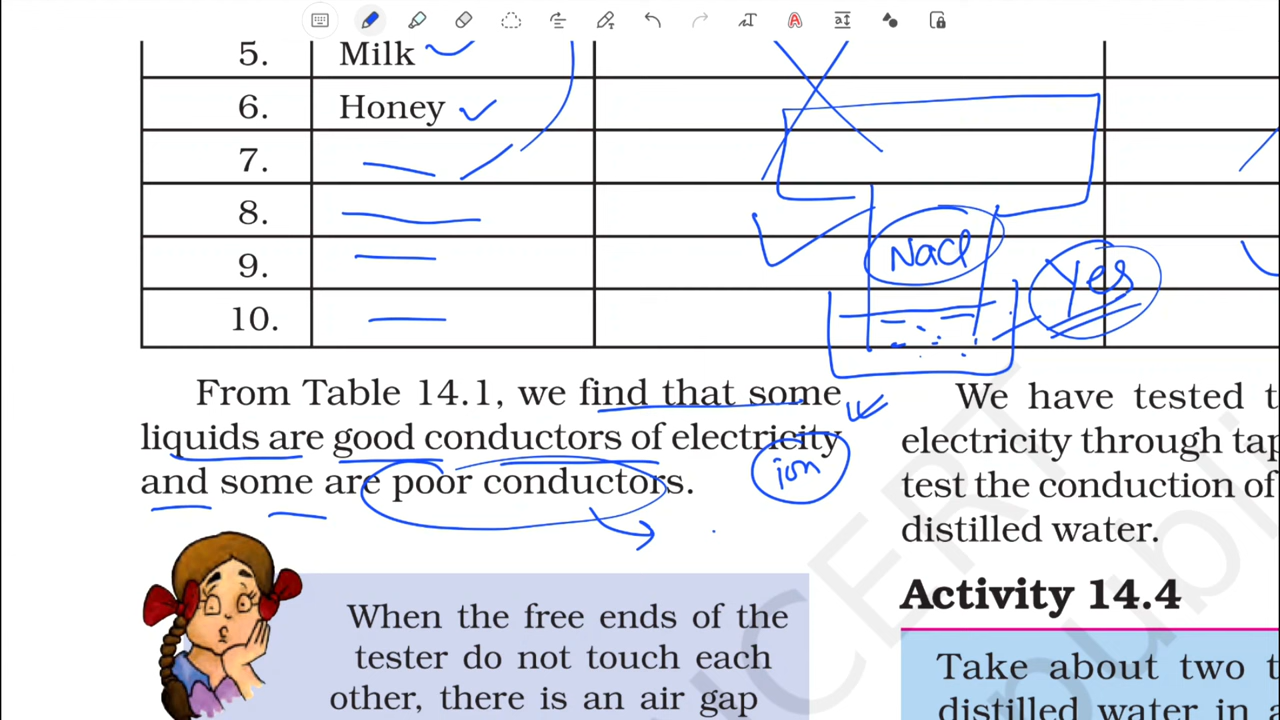 5. Milk
6. Honey
7.
8.
9.
10.
NaCl
Yes
From Table 14.1, we find that some
liquids are good conductors of electricity
and some are poor conductors.
ion
When the free ends of the
tester do not touch each
other, there is an air gap
We have tested t
electricity through tap
test the conduction of
distilled water.
Activity 14.4
Take about two t
distilled water in a
NCERT
publi